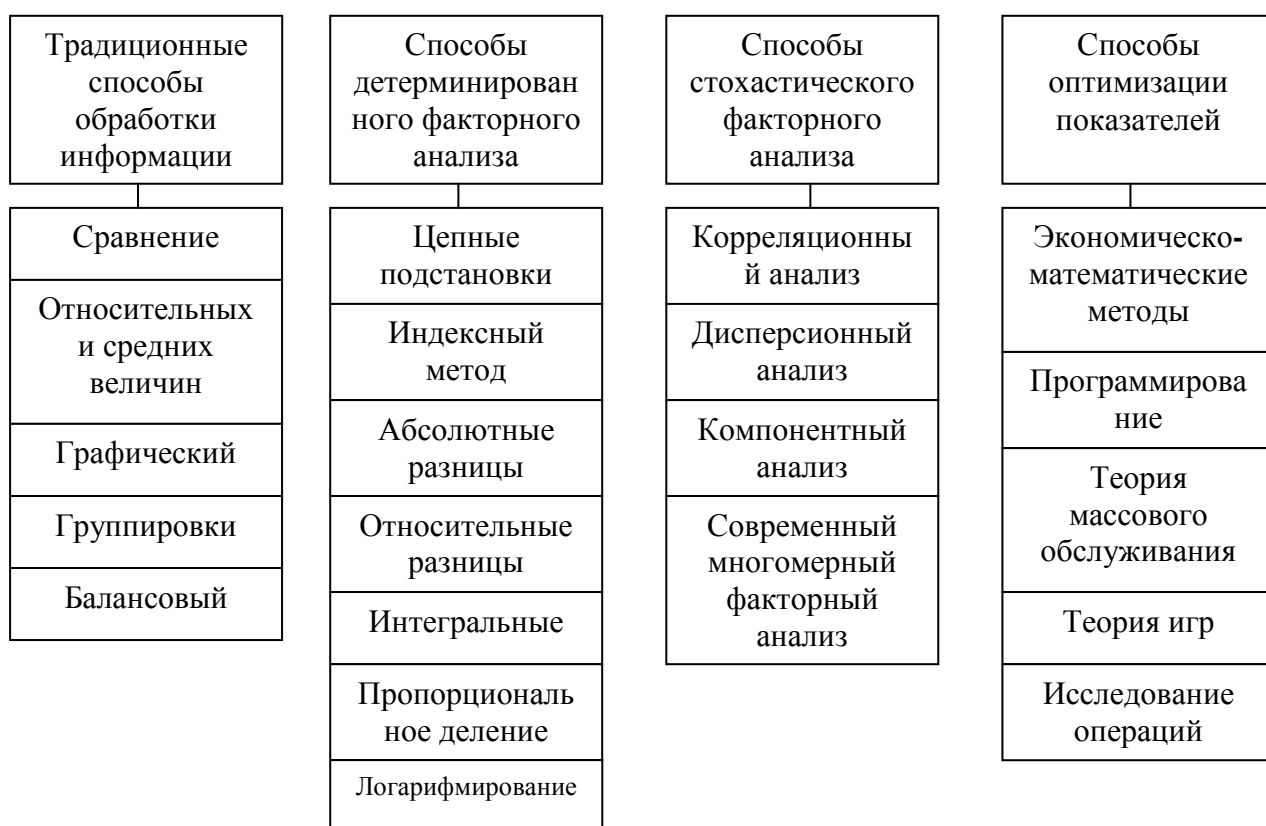 Традиционные
способы
обработки
информации
Сравнение
Относительных
и средних
величин
Графический
Группировки
Балансовый
Способы
детерминирован
ного факторного
анализа
Цепные
подстановки
Индексный
метод
Абсолютные
разницы
Относительные
разницы
Интегральные
Пропорциональ
ное деление
Логарифмирование
Способы
стохастического
факторного
анализа
Корреляционны
й анализ
Дисперсионный
анализ
Компонентный
анализ
Современный
многомерный
факторный
анализ
Способы
оптимизации
показателей
Экономическо-
математические
методы
Программирова
ние
Теория
массового
обслуживания
Теория игр
Исследование
операций